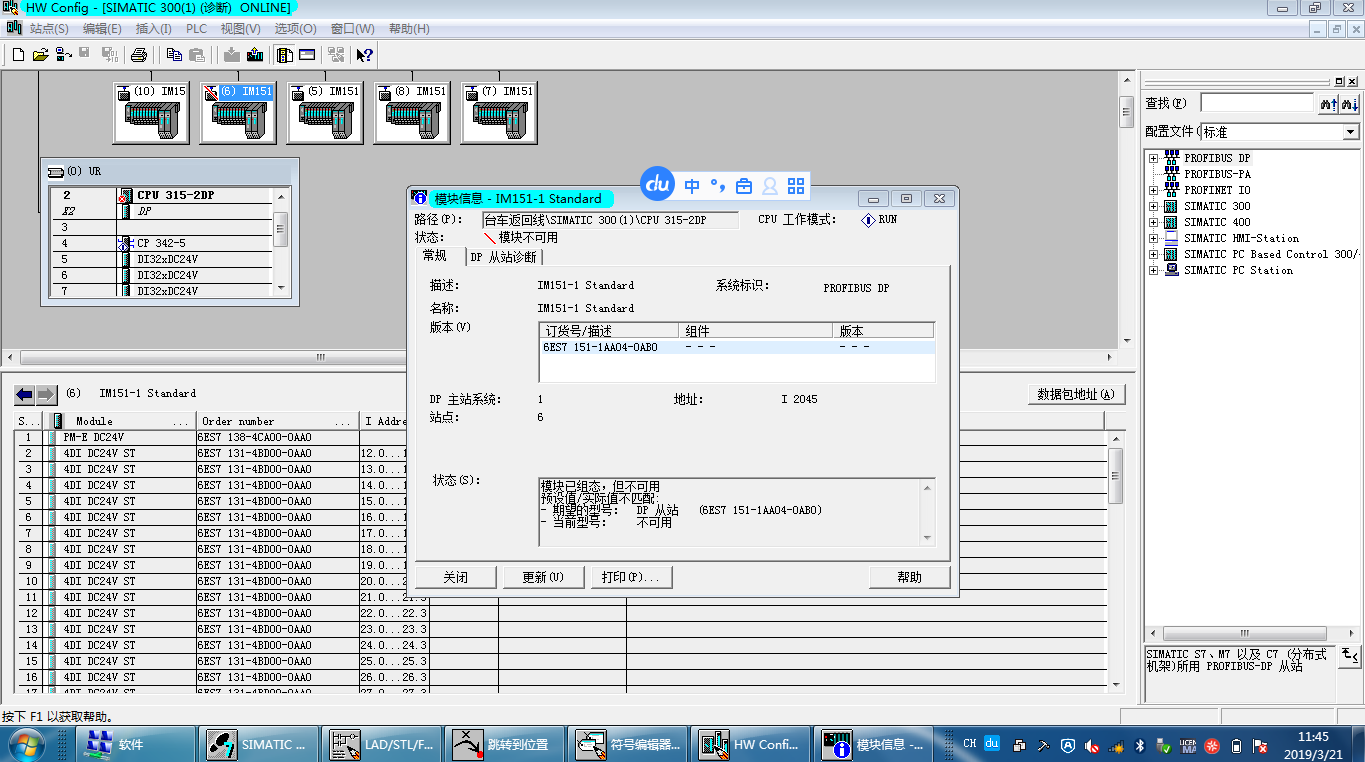 HW Config - [SIMATIC 300(1) (诊断) ONLINE]
站点(S) 编辑(E) 插入(I) PLC 视图(V) 选项(O) 窗口(W) 帮助(H)
(10) IM15
(6) IM151
(5) IM151
(8) IM151
(7) IM151
(0) UR
2 CPU 315-2DP
X2 DP
3
4 CP 342-5
5 DI32xDC24V
6 DI32xDC24V
7 DI32xDC24V
(6) IM151-1 Standard
数据包地址(A)
S... Module ... Order number ... I Addre
1 PM-E DC24V 6ES7 138-4CA00-0AA0
2 4DI DC24V ST 6ES7 131-4BD00-0AA0 12.0...1
3 4DI DC24V ST 6ES7 131-4BD00-0AA0 13.0...1
4 4DI DC24V ST 6ES7 131-4BD00-0AA0 14.0...1
5 4DI DC24V ST 6ES7 131-4BD00-0AA0 15.0...1
6 4DI DC24V ST 6ES7 131-4BD00-0AA0 16.0...1
7 4DI DC24V ST 6ES7 131-4BD00-0AA0 17.0...1
8 4DI DC24V ST 6ES7 131-4BD00-0AA0 18.0...1
9 4DI DC24V ST 6ES7 131-4BD00-0AA0 19.0...1
10 4DI DC24V ST 6ES7 131-4BD00-0AA0 20.0...2
11 4DI DC24V ST 6ES7 131-4BD00-0AA0 21.0...21.3
12 4DI DC24V ST 6ES7 131-4BD00-0AA0 22.0...22.3
13 4DI DC24V ST 6ES7 131-4BD00-0AA0 23.0...23.3
14 4DI DC24V ST 6ES7 131-4BD00-0AA0 24.0...24.3
15 4DI DC24V ST 6ES7 131-4BD00-0AA0 25.0...25.3
16 4DI DC24V ST 6ES7 131-4BD00-0AA0 26.0...26.3
17 4DI DC24V ST 6ES7 131-4BD00-0AA0 27.0...27.3
du 中
模块信息 - IM151-1 Standard
路径(P): 台车返回线\SIMATIC 300(1)\CPU 315-2DP CPU 工作模式: RUN
状态: 模块不可用
常规 DP 从站诊断
描述: IM151-1 Standard 系统标识: PROFIBUS DP
名称: IM151-1 Standard
版本(V) 订货号/描述 组件 版本
6ES7 151-1AA04-0AB0 - - - - - -
DP 主站系统: 1 地址: I 2045
站点: 6
状态(S): 模块已组态,但不可用
预设值/实际值不匹配:
- 期望的型号: DP 从站 (6ES7 151-1AA04-0AB0)
- 当前型号: 不可用
关闭 更新(U) 打印(P)... 帮助
查找(F)
配置文件( 标准
PROFIBUS DP
PROFIBUS-PA
PROFINET IO
SIMATIC 300
SIMATIC 400
SIMATIC HMI-Station
SIMATIC PC Based Control 300/
SIMATIC PC Station
SIMATIC S7、M7 以及 C7 (分布式
机架)所用 PROFIBUS-DP 从站
按下 F1 以获取帮助。
软件 SIMATIC ... LAD/STL/F... 跳转到位置 符号编辑器... HW Confi... 模块信息 -... CH du
11:45
2019/3/21